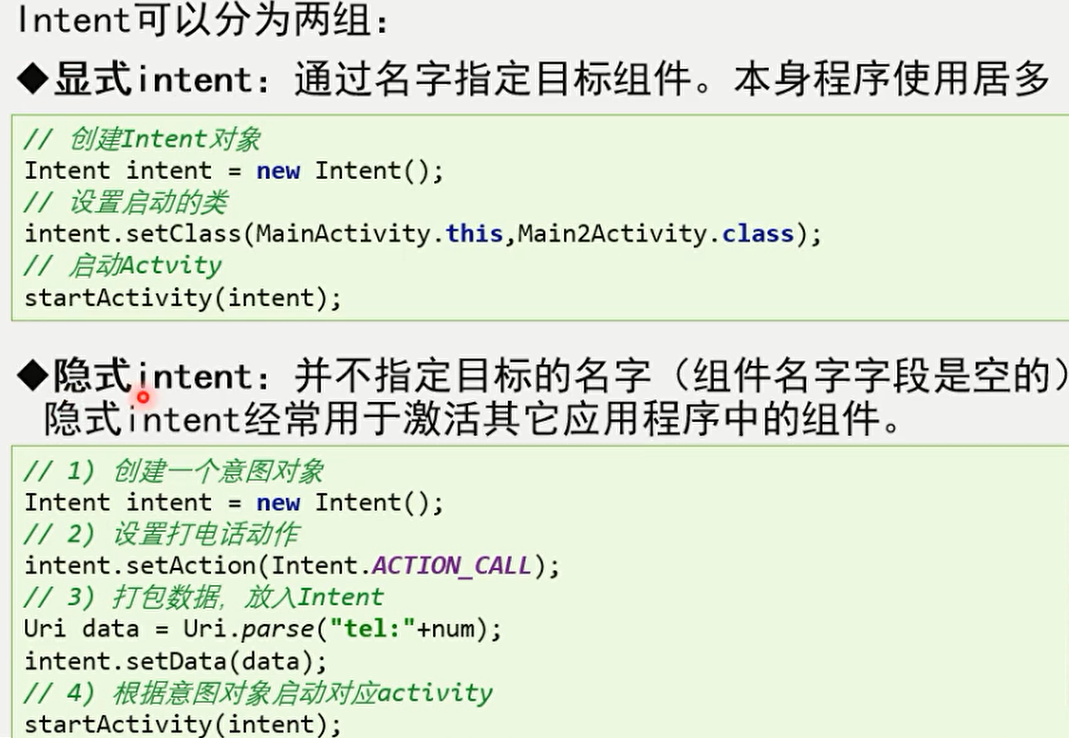 Intent可以分为两组：
◆显式intent：通过名字指定目标组件。本身程序使用居多
// 创建Intent对象
Intent intent = new Intent();
// 设置启动的类
intent.setClass(MainActivity.this,Main2Activity.class);
// 启动Actvity
startActivity(intent);
◆隐式intent：并不指定目标的名字（组件名字字段是空的）
隐式intent经常用于激活其它应用程序中的组件。
// 1) 创建一个意图对象
Intent intent = new Intent();
// 2) 设置打电话动作
intent.setAction(Intent.ACTION_CALL);
// 3) 打包数据，放入Intent
Uri data = Uri.parse("tel:"+num);
intent.setData(data);
// 4) 根据意图对象启动对应activity
startActivity(intent);